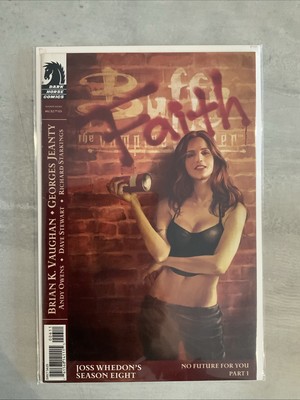 DARK
HORSE
COMICS
Buffy
the Vampire Slayer
Faith
BRIAN K. VAUGHAN • GEORGES JEANTY
ANDY OWENS • DAVE STEWART • RICHARD STARKINGS
JOSS WHEDON'S
SEASON EIGHT
NO FUTURE FOR YOU
PART 1